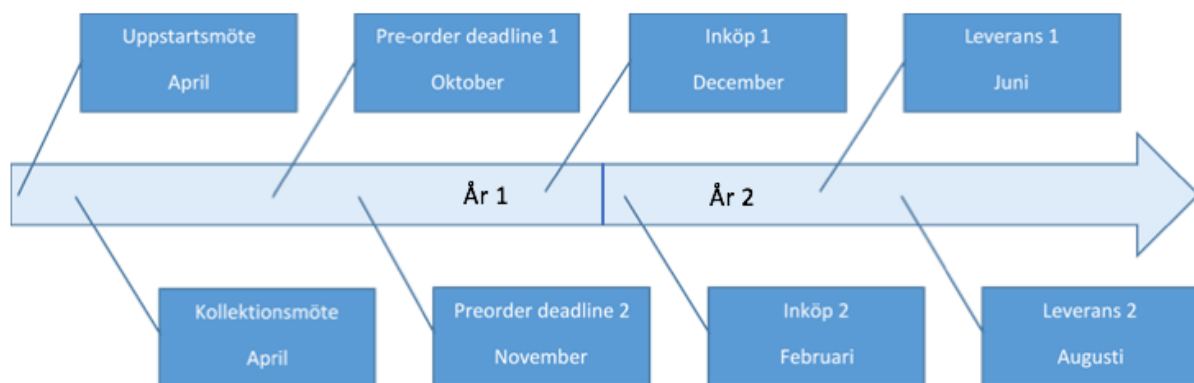 Uppstartsmöte
April
Pre-order deadline 1
Oktober
Inköp 1
December
Leverans 1
Juni
År 1
År 2
Kollektionsmöte
April
Preorder deadline 2
November
Inköp 2
Februari
Leverans 2
Augusti